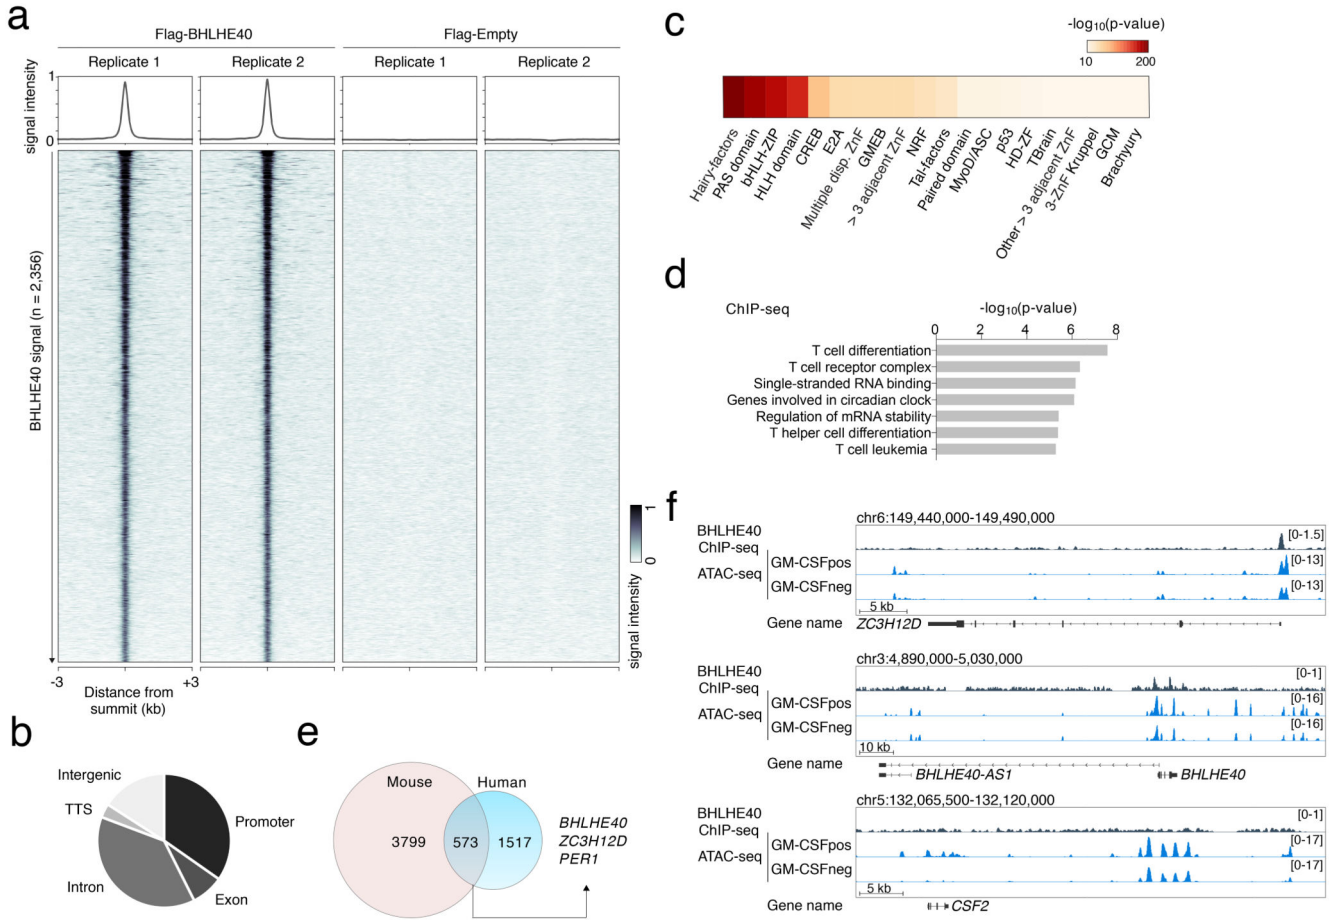 a
Flag-BHLHE40
Flag-Empty
Replicate 1
Replicate 2
Replicate 1
Replicate 2
signal intensity
1
0
BHLHE40 signal (n = 2,356)
-3
+3
Distance from
summit (kb)
signal intensity
1
0
b
Intergenic
TTS
Promoter
Intron
Exon
c
-log10(p-value)
10
200
Hairy-factors
PAS domain
bHLH-ZIP
HLH domain
CREB
E2A
Multiple disp. ZnF
GMEB
> 3 adjacent ZnF
NRF
Tal-factors
Paired domain
MyoD/ASC
p53
HD-ZF
TBrain
Other > 3 adjacent ZnF
3-ZnF Kruppel
GCM
Brachyury
d
ChIP-seq
-log10(p-value)
0 2 4 6 8
T cell differentiation
T cell receptor complex
Single-stranded RNA binding
Genes involved in circadian clock
Regulation of mRNA stability
T helper cell differentiation
T cell leukemia
e
Mouse
Human
3799
573
1517
BHLHE40
ZC3H12D
PER1
f
chr6:149,440,000-149,490,000
BHLHE40
ChIP-seq
[0-1.5]
ATAC-seq
GM-CSFpos
[0-13]
GM-CSFneg
[0-13]
5 kb
Gene name
ZC3H12D
chr3:4,890,000-5,030,000
BHLHE40
ChIP-seq
[0-1]
ATAC-seq
GM-CSFpos
[0-16]
GM-CSFneg
[0-16]
10 kb
Gene name
BHLHE40-AS1
BHLHE40
chr5:132,065,500-132,120,000
BHLHE40
ChIP-seq
[0-1]
ATAC-seq
GM-CSFpos
[0-17]
GM-CSFneg
[0-17]
5 kb
Gene name
CSF2